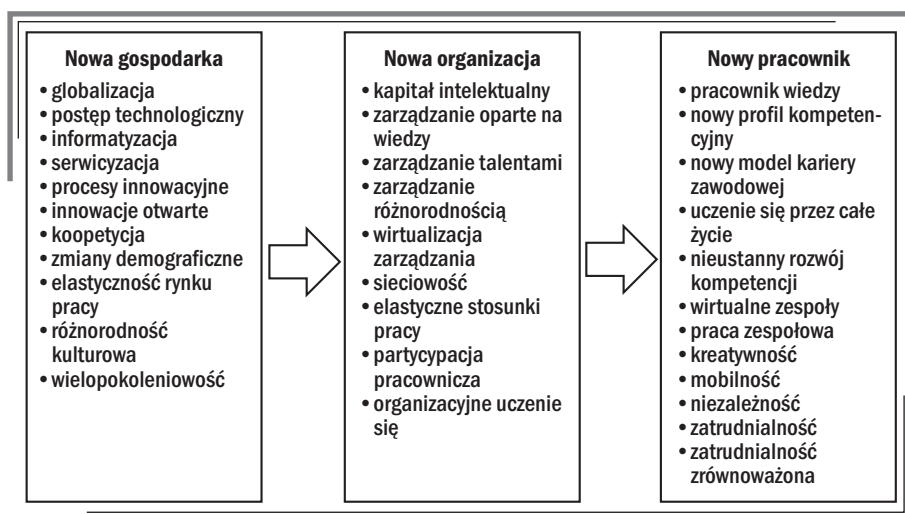 Nowa gospodarka
• globalizacja
• postęp technologiczny
• informatyzacja
• serwicyzacja
• procesy innowacyjne
• innowacje otwarte
• koopetycja
• zmiany demograficzne
• elastyczność rynku
pracy
• różnorodność
kulturowa
• wielopokoleniowość
Nowa organizacja
• kapitał intelektualny
• zarządzanie oparte na
wiedzy
• zarządzanie talentami
• zarządzanie
różnorodnością
• wirtualizacja
zarządzania
• sieciowość
• elastyczne stosunki
pracy
• partycypacja
pracownicza
• organizacyjne uczenie
się
Nowy pracownik
• pracownik wiedzy
• nowy profil kompeten-
cyjny
• nowy model kariery
zawodowej
• uczenie się przez całe
życie
• nieustanny rozwój
kompetencji
• wirtualne zespoły
• praca zespołowa
• kreatywność
• mobilność
• niezależność
• zatrudnialność
• zatrudnialność
zrównoważona